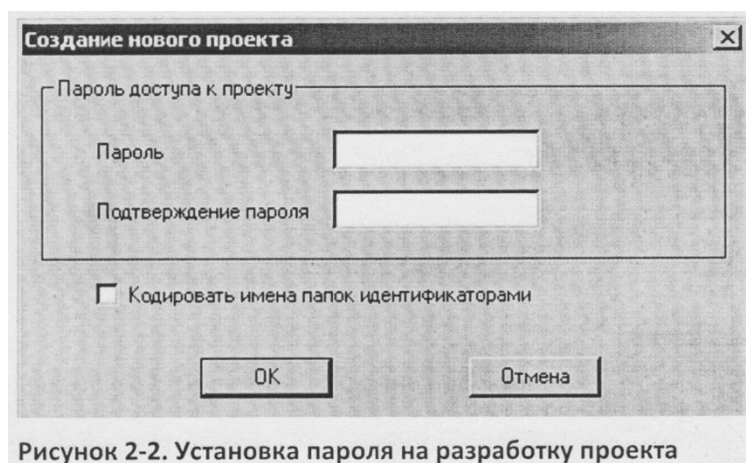 Создание нового проекта
Пароль доступа к проекту
Пароль
Подтверждение пароля
Кодировать имена папок идентификаторами
OK
Отмена
Рисунок 2-2. Установка пароля на разработку проекта